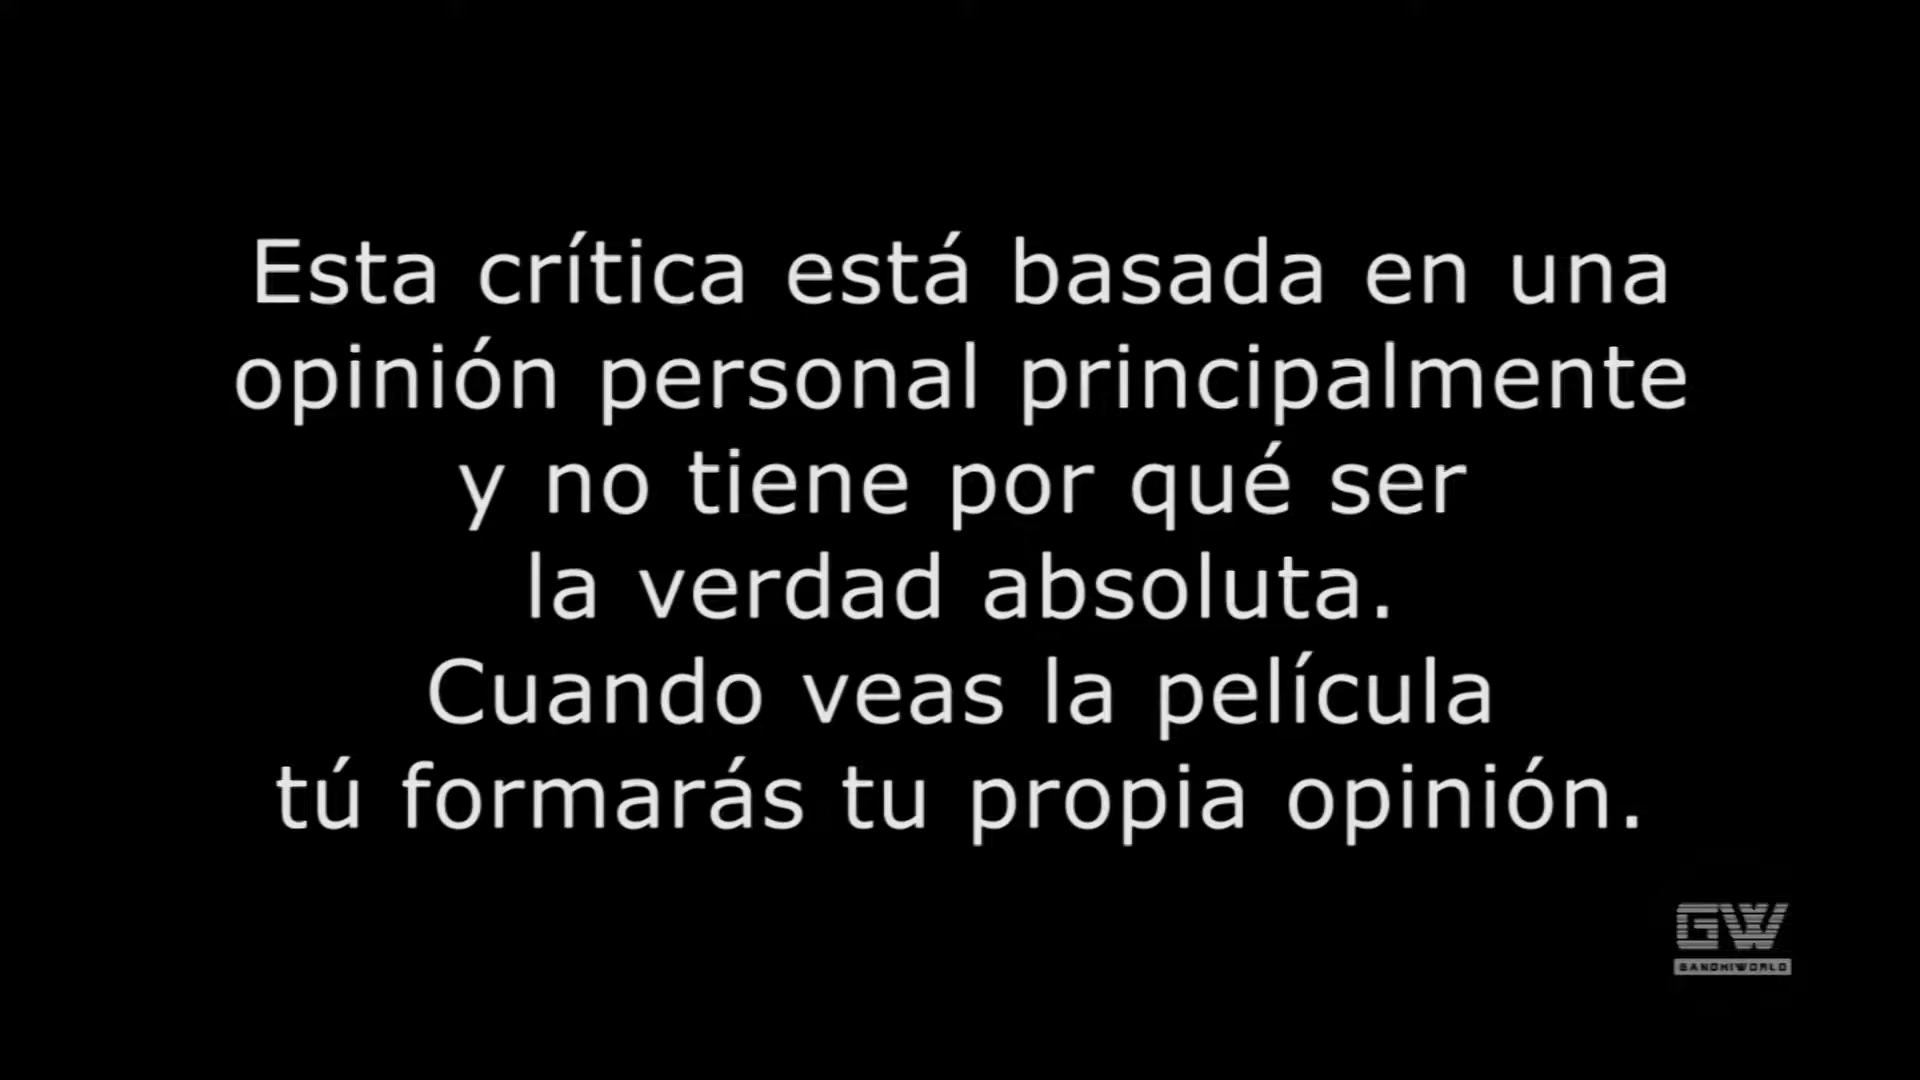 Esta crítica está basada en una
opinión personal principalmente
y no tiene por qué ser
la verdad absoluta.
Cuando veas la película
tú formarás tu propia opinión.
GW
GANDHIWORLD